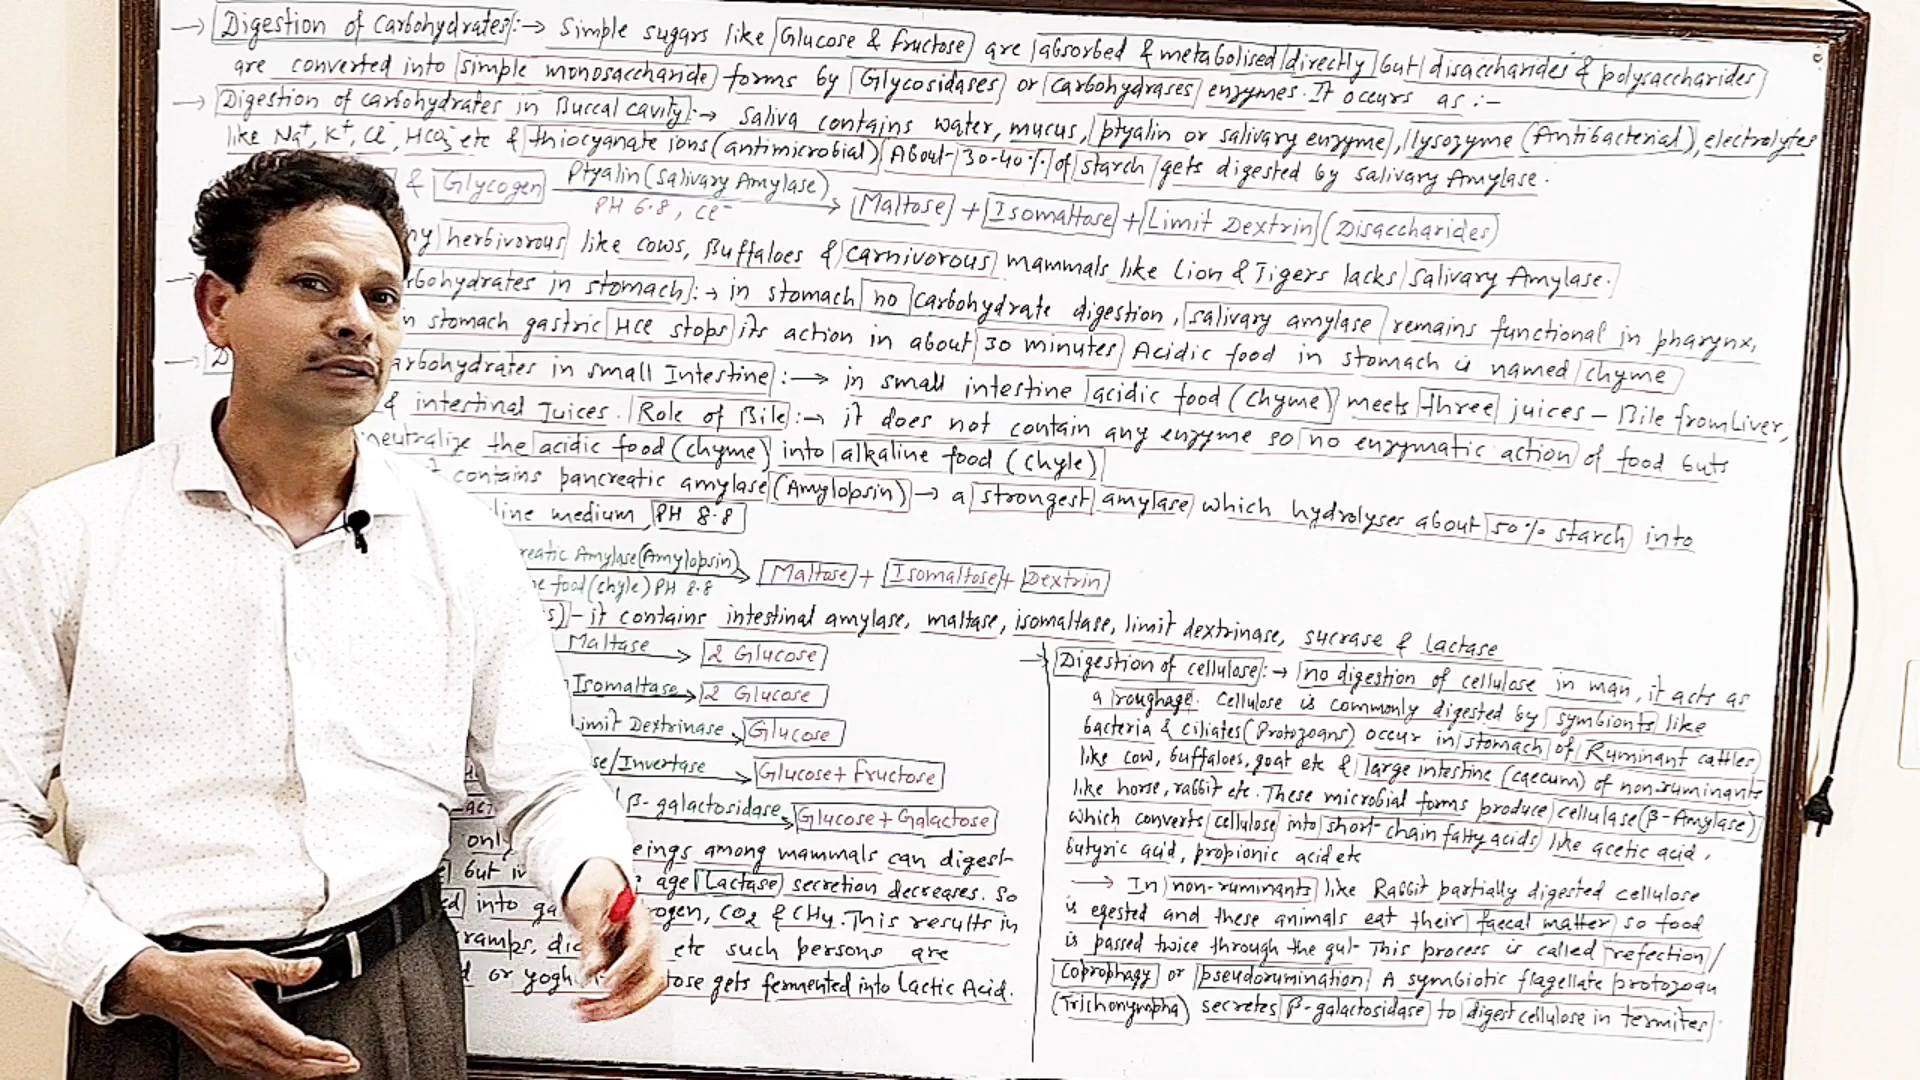 → Digestion of carbohydrates:→ Simple sugars like Glucose & fructose are absorbed & metabolised directly but disaccharides & polysaccharides
are converted into simple monosaccharide forms by Glycosidases or carbohydrases enzymes. It occurs as :-
→ Digestion of carbohydrates in Buccal cavity:→ Saliva contains water, mucus, ptyalin or salivary enzyme, lysozyme (Antibacterial), electrolytes
like Na+, K+, Cl-, HCO3- etc & thiocyanate ions (antimicrobial) About 30-40% of starch gets digested by salivary Amylase.
& Glycogen Ptyalin (salivary Amylase) PH 6.8, Cl- → Maltose + Isomaltose + Limit Dextrin (Disaccharides)
herbivorous like cows, Buffaloes & carnivorous mammals like Lion & Tigers lacks salivary Amylase.
in stomach:→ in stomach no carbohydrate digestion, salivary amylase remains functional in pharynx,
stomach gastric HCl stops its action in about 30 minutes Acidic food in stomach is named chyme
→ in small Intestine:→ in small intestine acidic food (chyme) meets three juices - Bile from Liver,
& intestinal Juices. Role of Bile:→ it does not contain any enzyme so no enzymatic action of food buts
neutralize the acidic food (chyme) into alkaline food (chyle)
contains pancreatic amylase (Amylopsin) → a strongest amylase which hydrolyses about 50% starch into
medium, PH 8.8
Amylase (Amylopsin) food (chyle) PH 8.8 → Maltose + Isomaltose + Dextrin
- it contains intestinal amylase, maltase, isomaltase, limit dextrinase, sucrase & lactase
Maltase → 2 Glucose
Isomaltase → 2 Glucose
Limit Dextrinase → Glucose
/Invertase → Glucose + fructose
β-galactosidase → Glucose + Galactose
only among mammals can digest
but age Lactase secretion decreases. So
into CO2 & CH4. This results in
etc such persons are
or gets fermented into Lactic Acid.
→ Digestion of cellulose:→ no digestion of cellulose in man, it acts as
a roughage. Cellulose is commonly digested by symbionts like
bacteria & ciliates (Protozoans) occur in stomach of Ruminant cattles
like cow, buffaloes, goat etc & large intestine (caecum) of non-ruminants
like horse, rabbit etc. These microbial forms produce cellulase (β-Amylase)
which converts cellulose into short-chain fatty acids like acetic acid,
butyric acid, propionic acid etc
→ In non-ruminants like Rabbit partially digested cellulose
is egested and these animals eat their faecal matter so food
is passed twice through the gut This process is called refection/
Coprophagy or pseudorumination A symbiotic flagellate protozoan
(Trichonympha) secretes β-galactosidase to digest cellulose in termites.